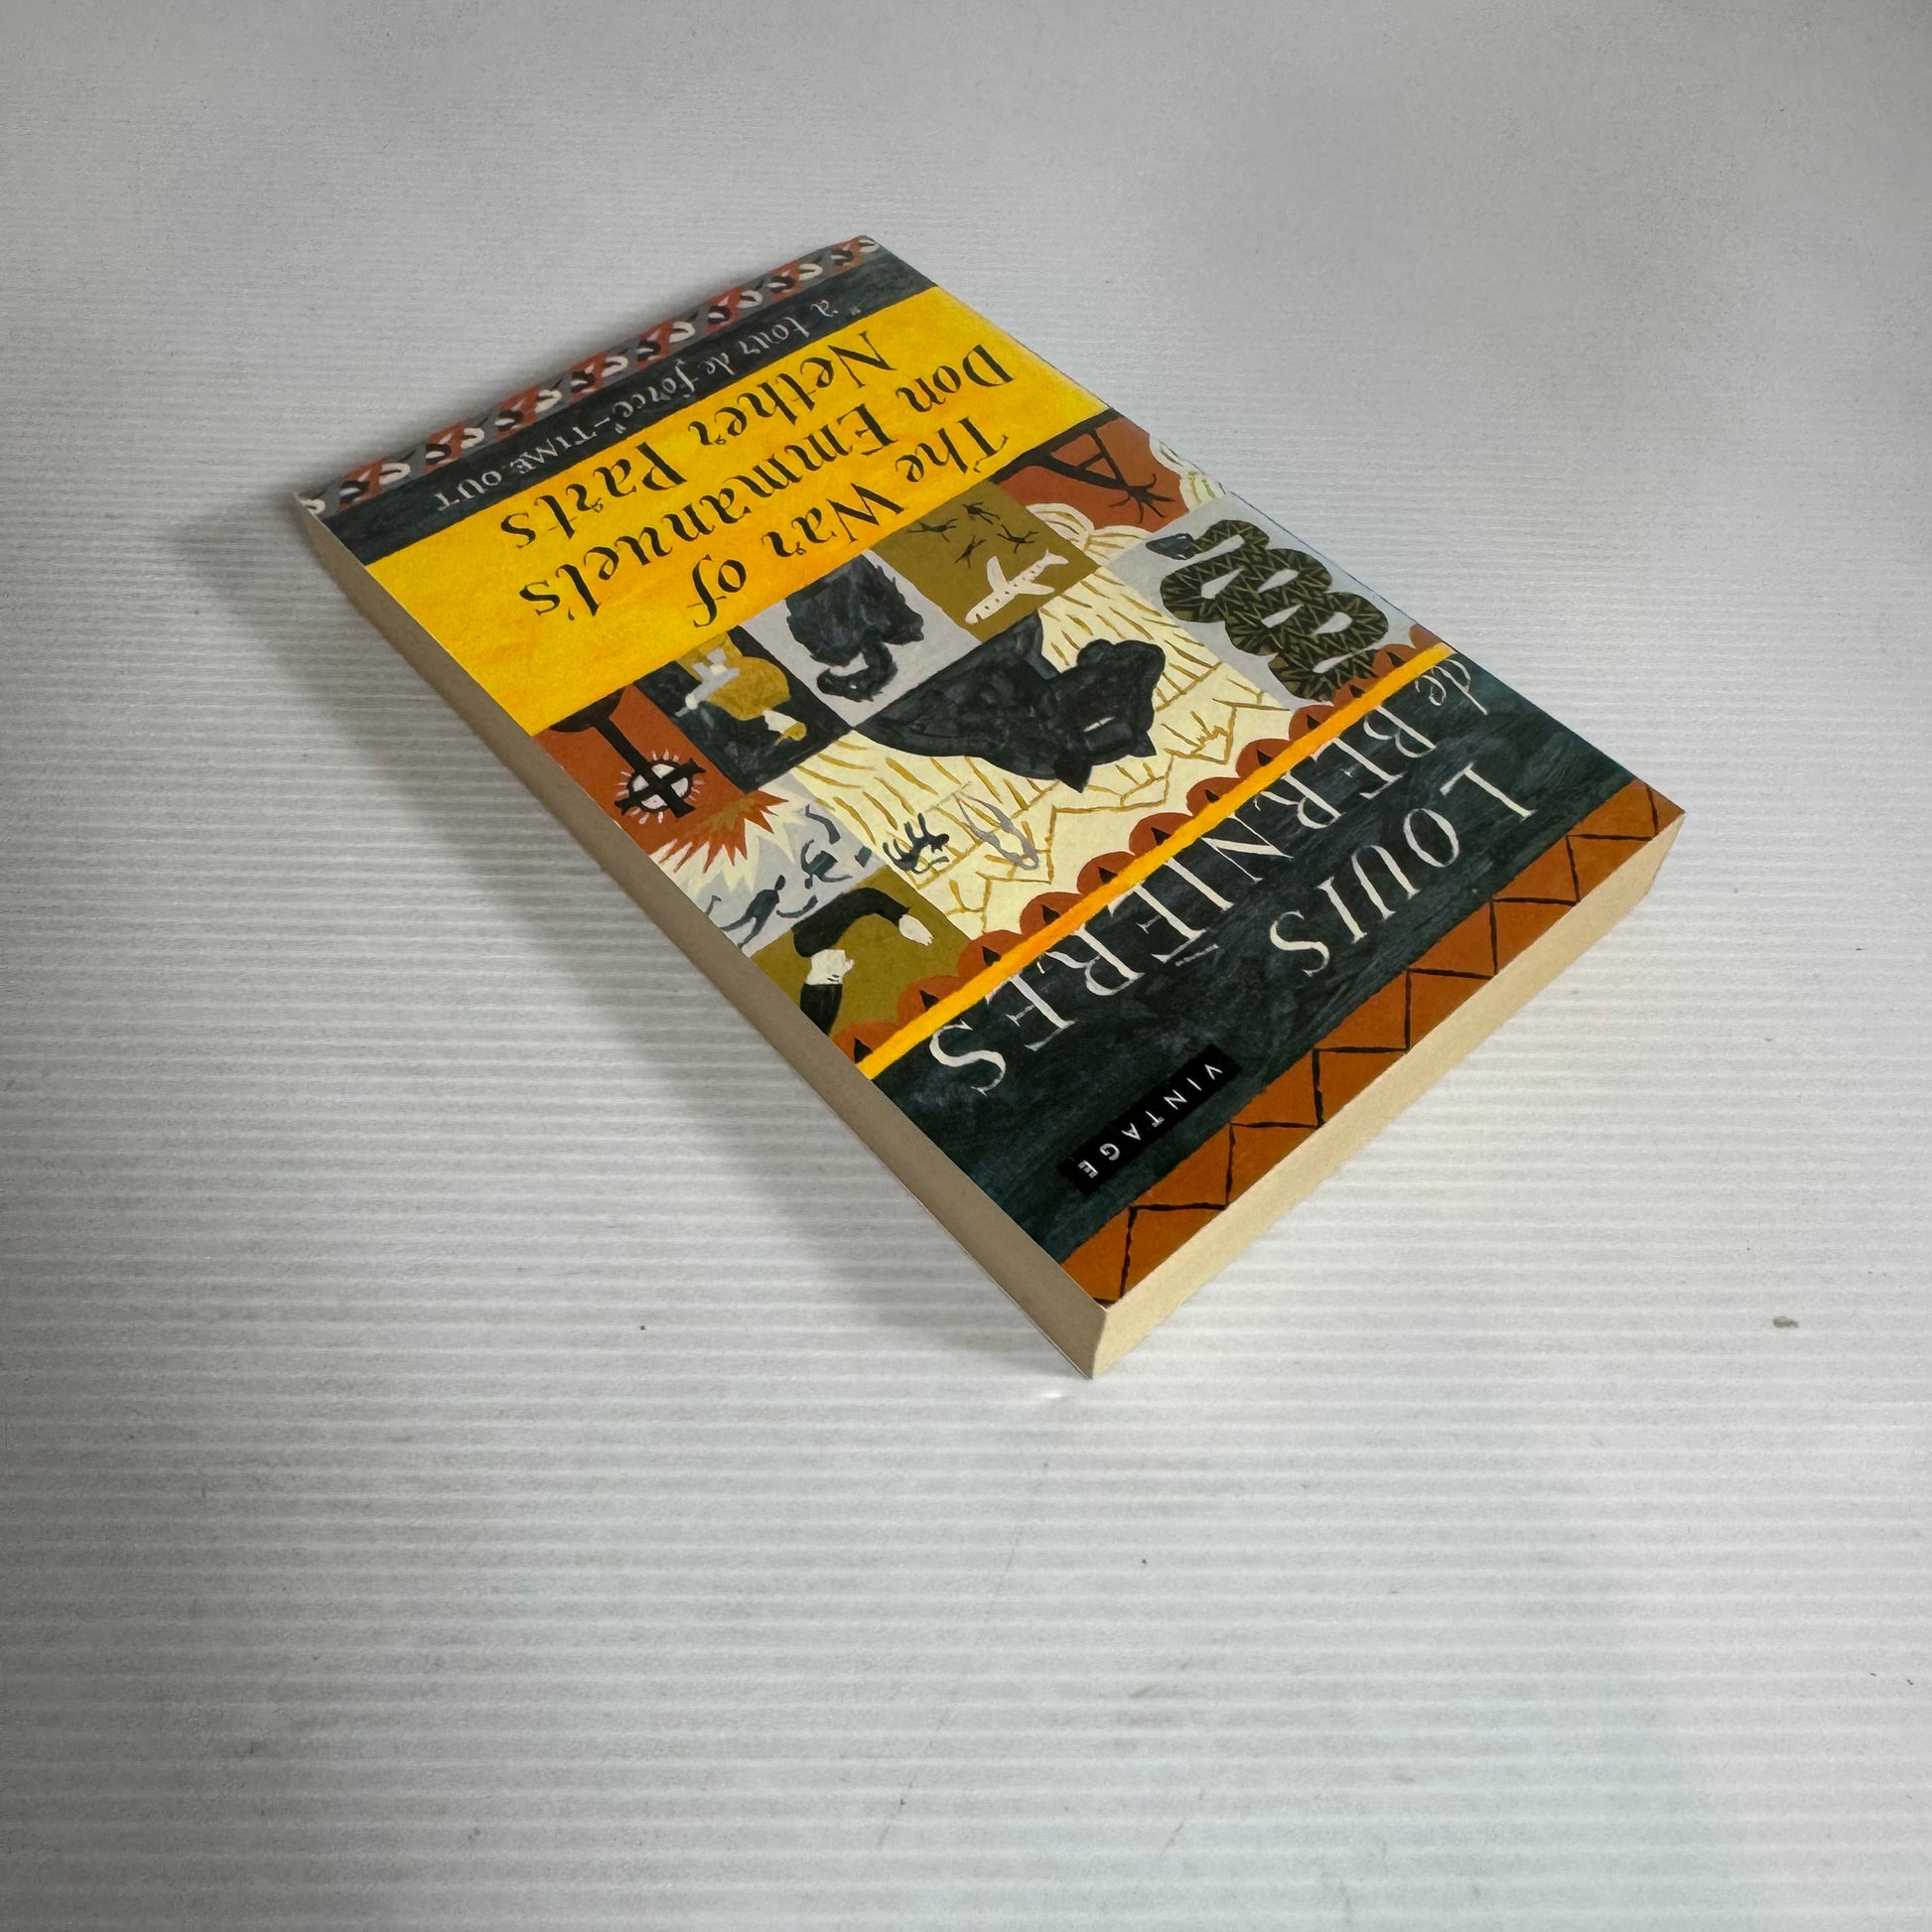 "a tour de force"–TIME OUT
The War of
Don Emmanuel's
Nether Parts
LOUIS
de BERNIÈRES
VINTAGE